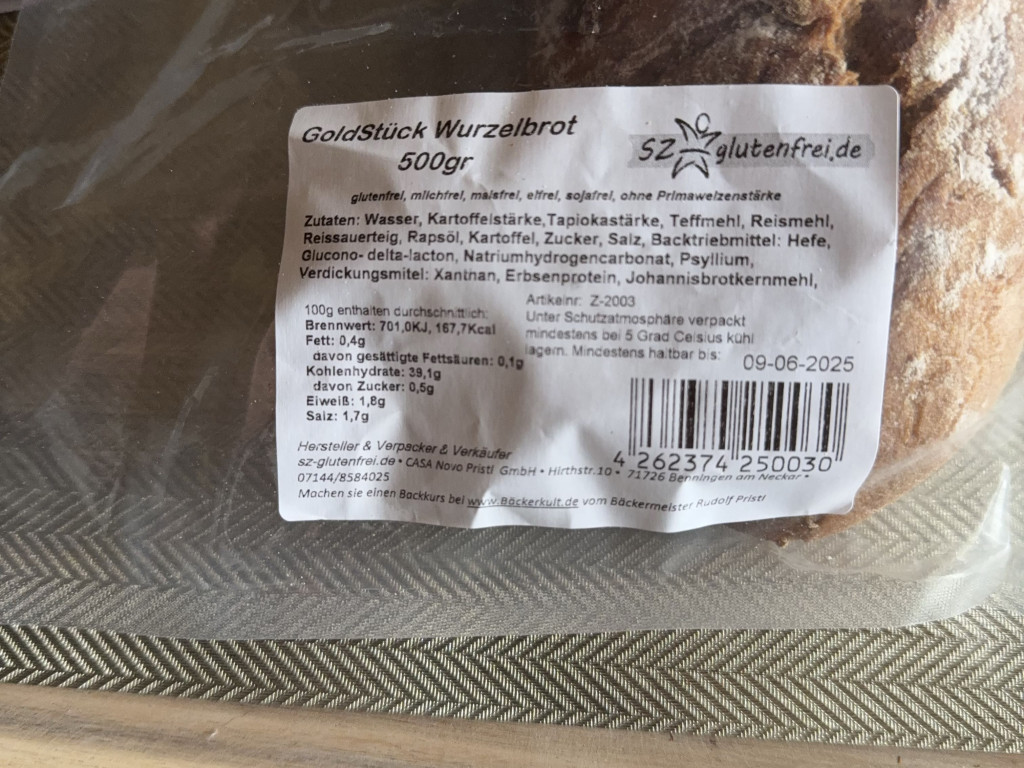 GoldStück Wurzelbrot
500gr
SZ glutenfrei.de
glutenfrei, milchfrei, maisfrei, eifrei, sojafrei, ohne Primaweizenstärke
Zutaten: Wasser, Kartoffelstärke,Tapiokastärke, Teffmehl, Reismehl,
Reissauerteig, Rapsöl, Kartoffel, Zucker, Salz, Backtriebmittel: Hefe,
Glucono- delta-lacton, Natriumhydrogencarbonat, Psyllium,
Verdickungsmitel: Xanthan, Erbsenprotein, Johannisbrotkernmehl,
100g enthalten durchschnittlich:
Brennwert: 701,0KJ, 167,7Kcal
Fett: 0,4g
davon gesättigte Fettsäuren: 0,1g
Kohlenhydrate: 39,1g
davon Zucker: 0,5g
Eiweiß: 1,8g
Salz: 1,7g
Artikelnr: Z-2003
Unter Schutzatmosphäre verpackt
mindestens bei 5 Grad Celsius kühl
lagern. Mindestens haltbar bis: 09-06-2025
4 262374 250030
Hersteller & Verpacker & Verkäufer
sz-glutenfrei.de • CASA Novo Pristl GmbH • Hirthstr.10 • 71726 Benningen am Neckar •
07144/8584025
Machen sie einen Backkurs bei www.Bäckerkult.de vom Bäckermeister Rudolf Pristl